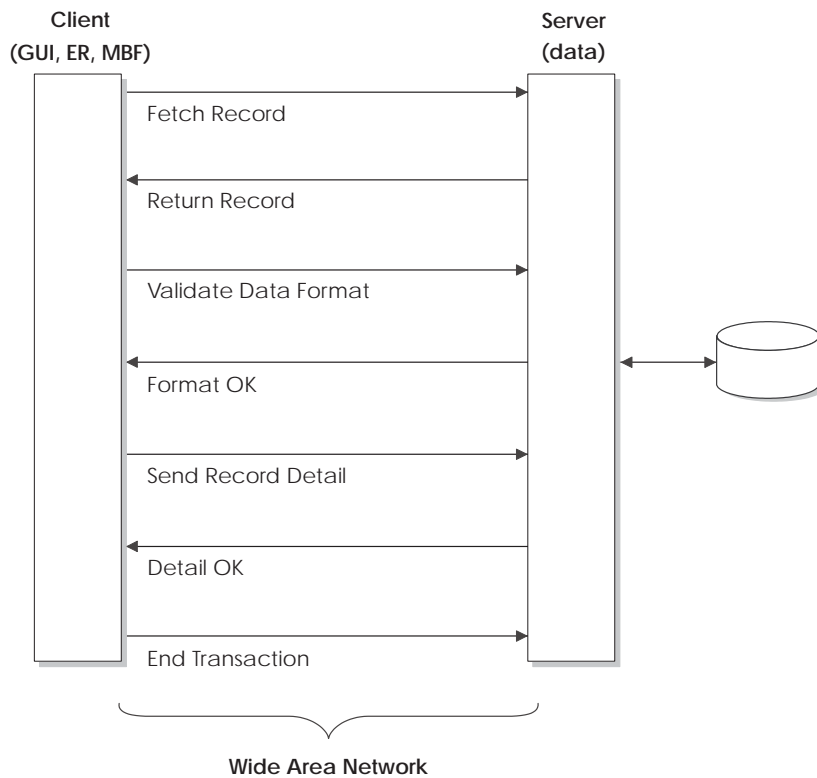 Client
(GUI, ER, MBF)
Server
(data)
Fetch Record
Return Record
Validate Data Format
Format OK
Send Record Detail
Detail OK
End Transaction
Wide Area Network